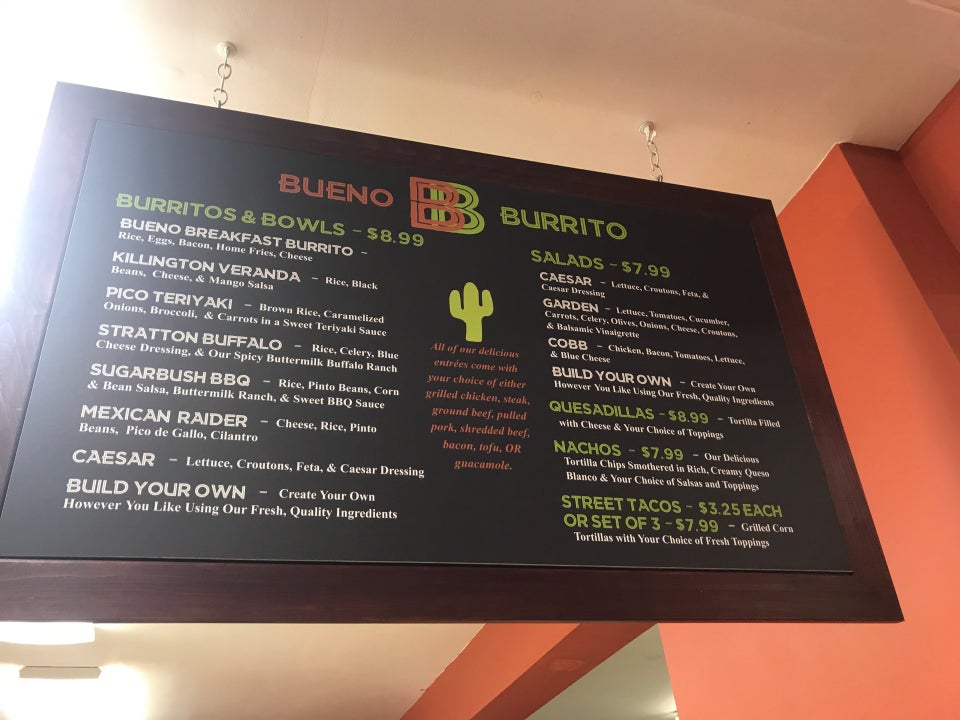 BUENO BB BURRITO
BURRITOS & BOWLS - $8.99
BUENO BREAKFAST BURRITO -
Rice, Eggs, Bacon, Home Fries, Cheese
KILLINGTON VERANDA - Rice, Black
Beans, Cheese, & Mango Salsa
PICO TERIYAKI - Brown Rice, Caramelized
Onions, Broccoli, & Carrots in a Sweet Teriyaki Sauce
STRATTON BUFFALO - Rice, Celery, Blue
Cheese Dressing, & Our Spicy Buttermilk Buffalo Ranch
SUGARBUSH BBQ - Rice, Pinto Beans, Corn
& Bean Salsa, Buttermilk Ranch, & Sweet BBQ Sauce
MEXICAN RAIDER - Cheese, Rice, Pinto
Beans, Pico de Gallo, Cilantro
CAESAR - Lettuce, Croutons, Feta, & Caesar Dressing
BUILD YOUR OWN - Create Your Own
However You Like Using Our Fresh, Quality Ingredients
All of our delicious
entrées come with
your choice of either
grilled chicken, steak,
ground beef, pulled
pork, shredded beef,
bacon, tofu, OR
guacamole.
SALADS - $7.99
CAESAR - Lettuce, Croutons, Feta, &
Caesar Dressing
GARDEN - Lettuce, Tomatoes, Cucumber,
Carrots, Celery, Olives, Onions, Cheese, Croutons,
& Balsamic Vinaigrette
COBB - Chicken, Bacon, Tomatoes, Lettuce,
& Blue Cheese
BUILD YOUR OWN - Create Your Own
However You Like Using Our Fresh, Quality Ingredients
QUESADILLAS - $8.99 - Tortilla Filled
with Cheese & Your Choice of Toppings
NACHOS - $7.99 - Our Delicious
Tortilla Chips Smothered in Rich, Creamy Queso
Blanco & Your Choice of Salsas and Toppings
STREET TACOS - $3.25 EACH
OR SET OF 3 - $7.99 - Grilled Corn
Tortillas with Your Choice of Fresh Toppings